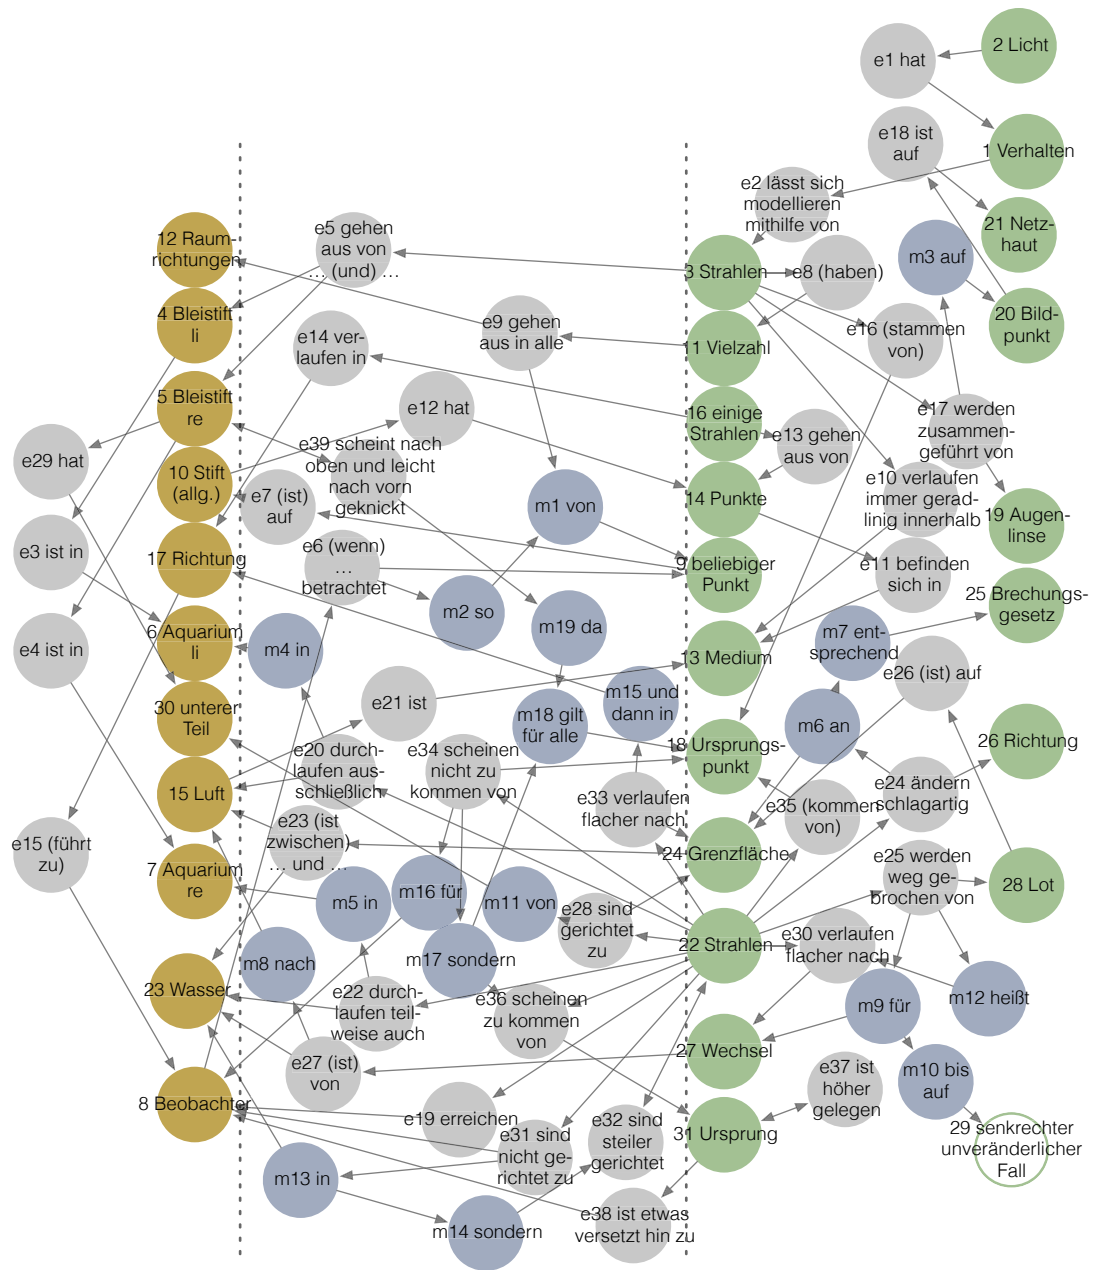 2 Licht
e1 hat
e18 ist
auf
1 Verhalten
e2 lässt sich
modellieren
mithilfe von
21 Netz-
haut
12 Raum-
richtungen
e5 gehen
aus von
... (und) ...
3 Strahlen
e8 (haben)
m3 auf
4 Bleistift
li
e14 ver-
laufen in
e9 gehen
aus in alle
11 Vielzahl
e16 (stammen
von)
20 Bild-
punkt
5 Bleistift
re
e12 hat
16 einige
Strahlen
e13 gehen
aus von
e17 werden
zusammen-
geführt von
e29 hat
10 Stift
(allg.)
e7 (ist)
auf
e39 scheint nach
oben und leicht
nach vorn
geknickt
m1 von
14 Punkte
e10 verlaufen
immer gerad-
linig innerhalb
19 Augen-
linse
e3 ist in
17 Richtung
e6 (wenn)
...
betrachtet
9 beliebiger
Punkt
e11 befinden
sich in
m2 so
m19 da
25 Brechungs-
gesetz
e4 ist in
6 Aquarium
li
m4 in
13 Medium
m7 ent-
sprechend
e26 (ist) auf
30 unterer
Teil
e21 ist
m15 und
dann in
m18 gilt
für alle
18 Ursprungs-
punkt
m6 an
26 Richtung
15 Luft
e20 durch-
laufen aus-
schließlich
e34 scheinen
nicht zu
kommen von
e33 verlaufen
flacher nach
e35 (kommen
von)
e24 ändern
schlagartig
e15 (führt
zu)
e23 (ist
zwischen)
... und ...
24 Grenzfläche
e25 werden
weg ge-
brochen von
7 Aquarium
re
m5 in
m16 für
m11 von
e28 sind
gerichtet
zu
28 Lot
m8 nach
m17 sondern
22 Strahlen
e30 verlaufen
flacher nach
23 Wasser
e22 durch-
laufen teil-
weise auch
e36 scheinen
zu kommen
von
m9 für
m12 heißt
e27 (ist)
von
27 Wechsel
m10 bis
auf
8 Beobachter
e19 erreichen
e31 sind
nicht ge-
richtet zu
e32 sind
steiler
gerichtet
31 Ursprung
e37 ist
höher
gelegen
29 senkrechter
unveränderlicher
Fall
m13 in
m14 sondern
e38 ist etwas
versetzt hin zu